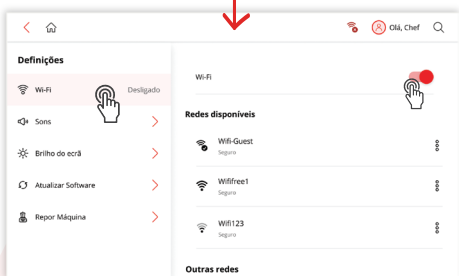 Olá, Chef
Definições
Wi-Fi
Desligado
Sons
Brilho do ecrã
Atualizar Software
Repor Máquina
Wi-Fi
Redes disponíveis
Wifi-Guest
Seguro
Wififree1
Seguro
Wifi123
Seguro
Outras redes